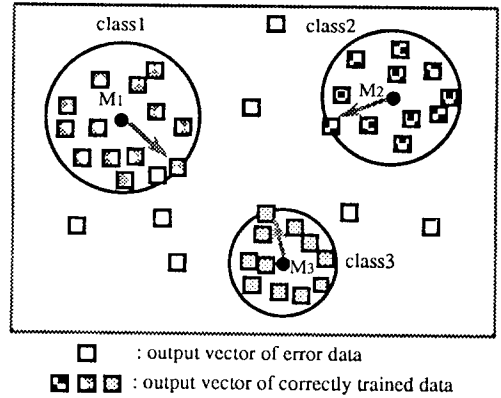 class1
class2
M1
M2
M3
class3
: output vector of error data
: output vector of correctly trained data